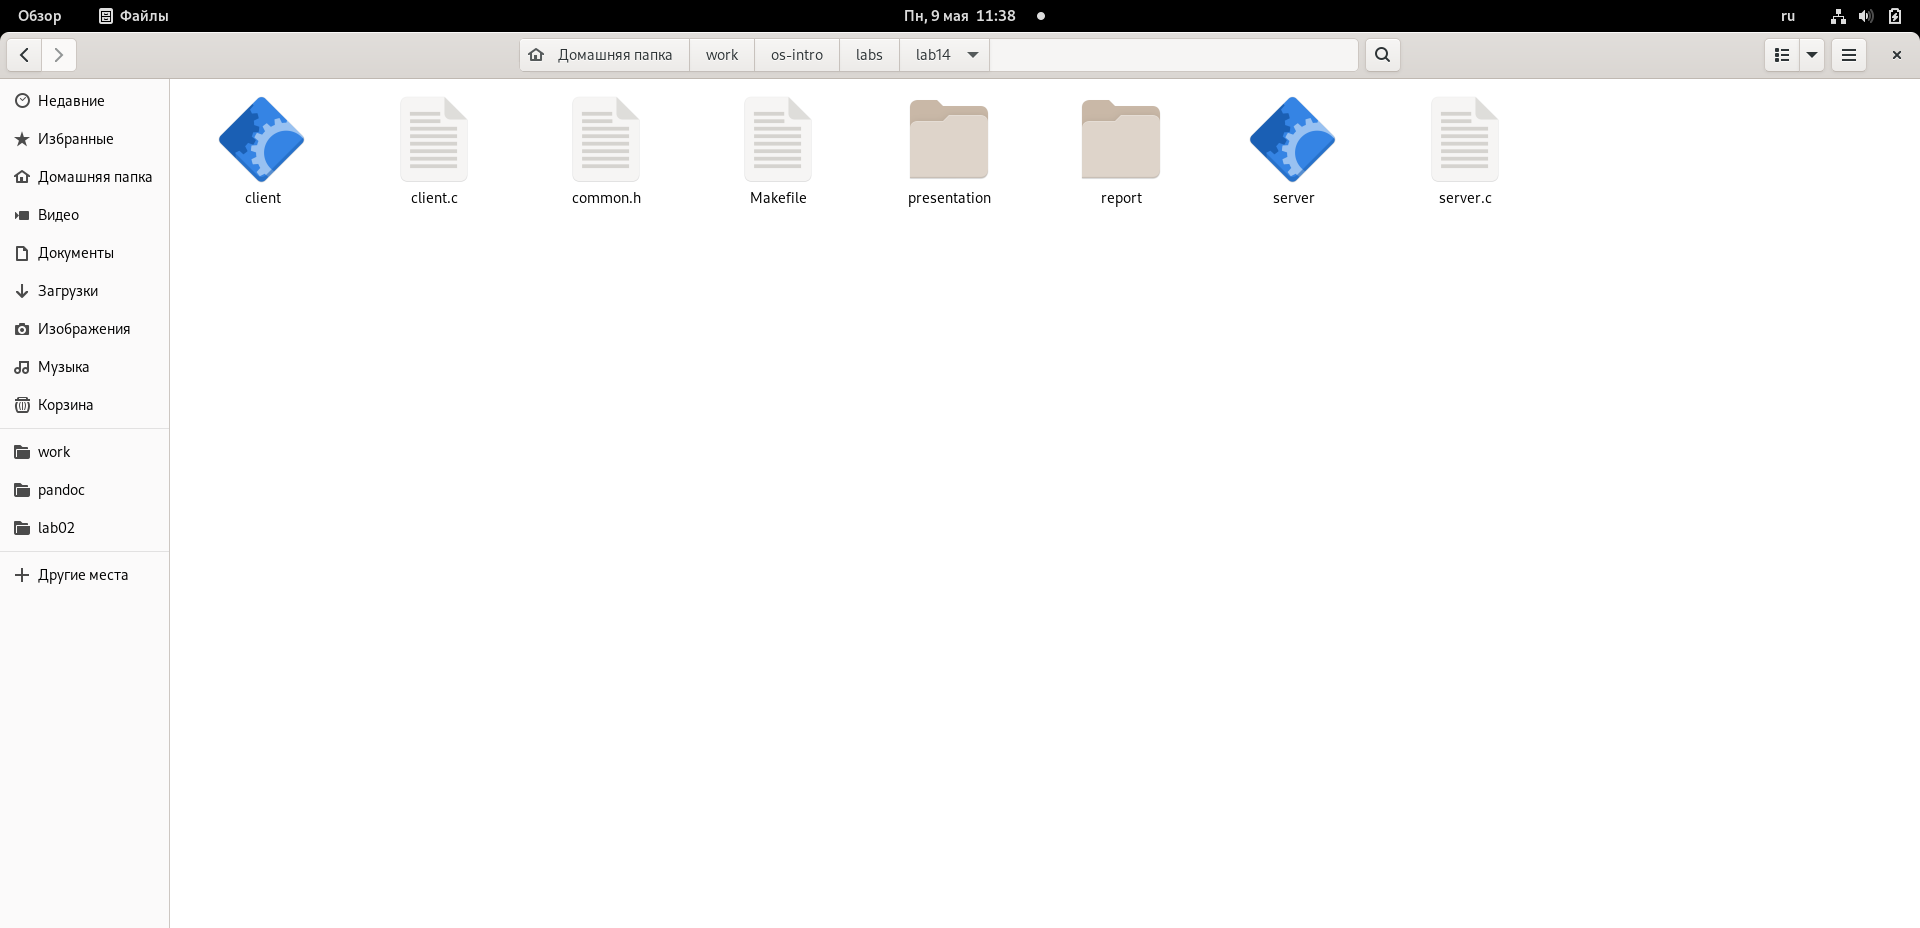 Обзор Файлы Пн, 9 мая 11:38 ru
Домашняя папка work os-intro labs lab14
Недавние
Избранные
Домашняя папка
Видео
Документы
Загрузки
Изображения
Музыка
Корзина
work
pandoc
lab02
Другие места
client client.c common.h Makefile presentation report server server.c